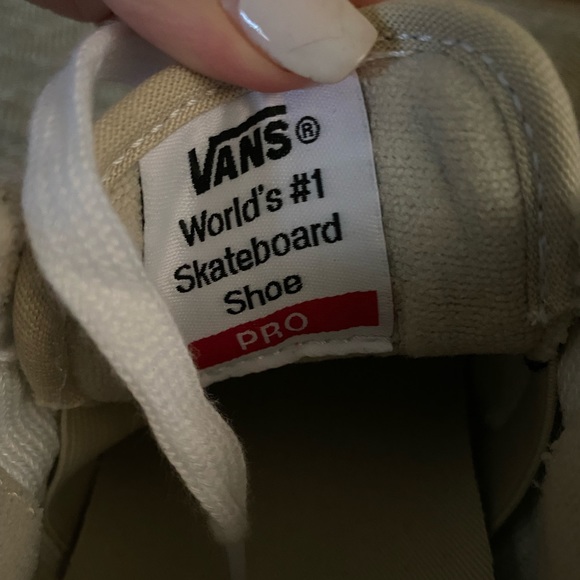 VANS®
World's #1
Skateboard
Shoe
PRO